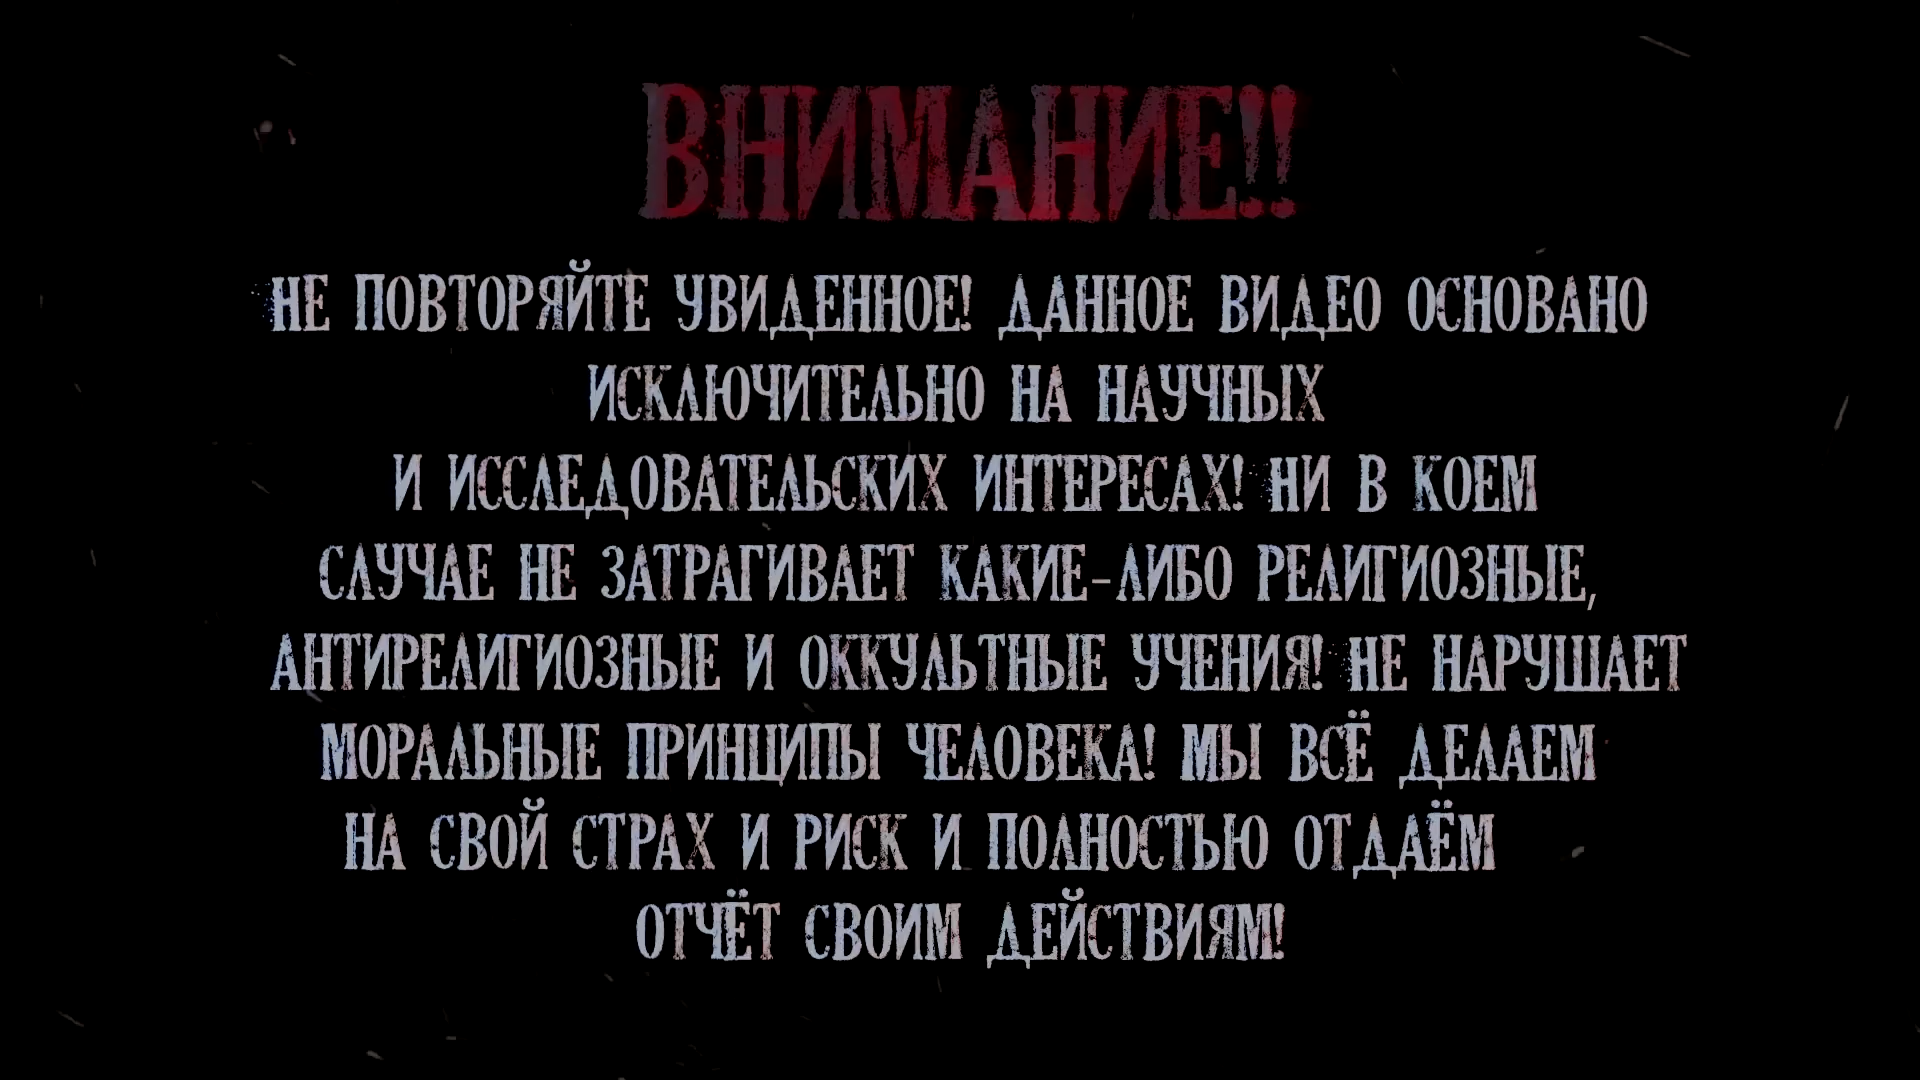 ВНИМАНИЕ!!
НЕ ПОВТОРЯЙТЕ УВИДЕННОЕ! ДАННОЕ ВИДЕО ОСНОВАНО
ИСКЛЮЧИТЕЛЬНО НА НАУЧНЫХ
И ИССЛЕДОВАТЕЛЬСКИХ ИНТЕРЕСАХ! НИ В КОЕМ
СЛУЧАЕ НЕ ЗАТРАГИВАЕТ КАКИЕ-ЛИБО РЕЛИГИОЗНЫЕ,
АНТИРЕЛИГИОЗНЫЕ И ОККУЛЬТНЫЕ УЧЕНИЯ! НЕ НАРУШАЕТ
МОРАЛЬНЫЕ ПРИНЦИПЫ ЧЕЛОВЕКА! МЫ ВСЁ ДЕЛАЕМ
НА СВОЙ СТРАХ И РИСК И ПОЛНОСТЬЮ ОТДАЁМ
ОТЧЁТ СВОИМ ДЕЙСТВИЯМ!